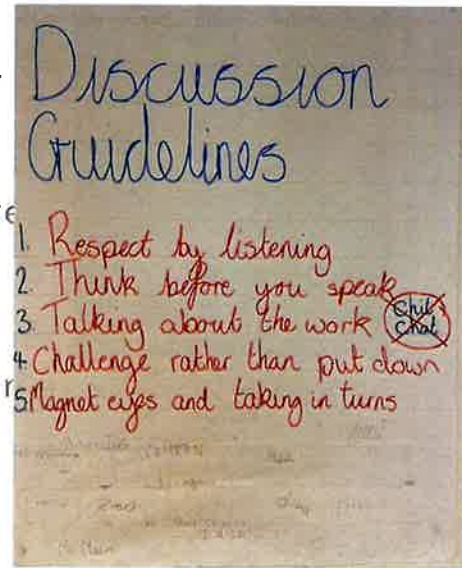 Discussion
Guidelines
1. Respect by listening
2. Think before you speak
3. Talking about the work Chit Chat
4. Challenge rather than put down
5. Magnet eyes and taking in turns